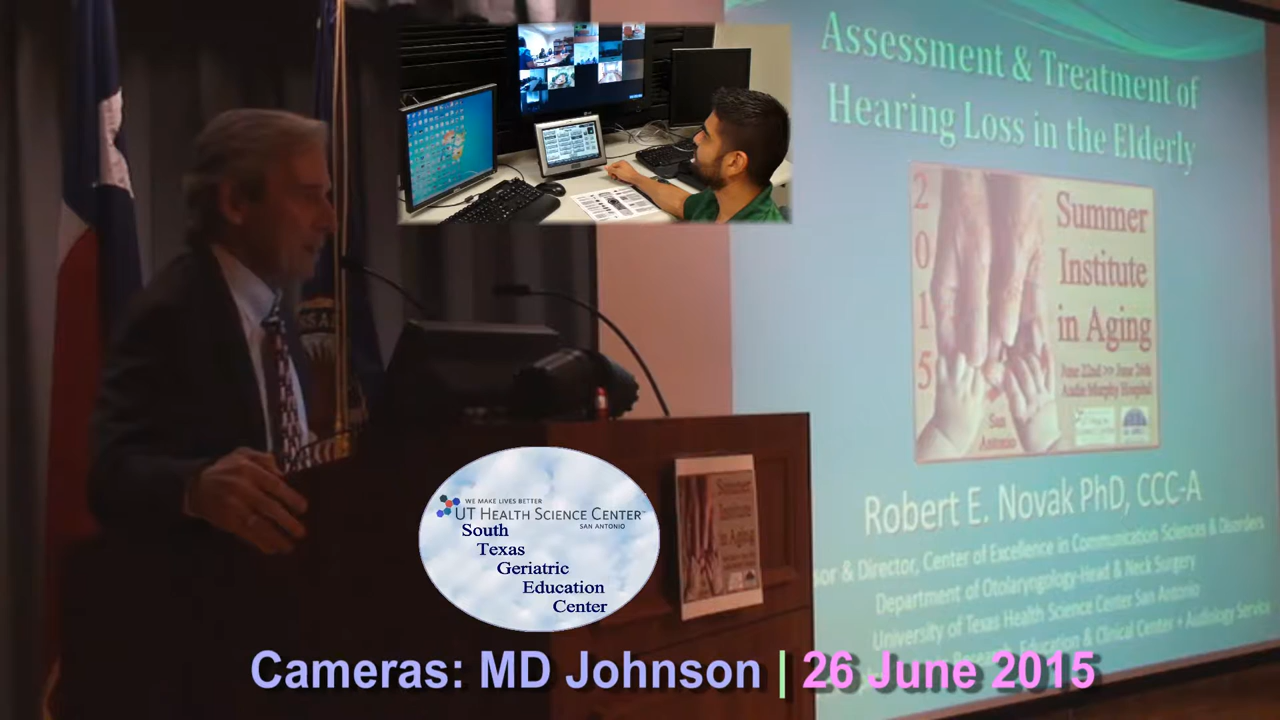 Assessment & Treatment of
Hearing Loss in the Elderly
2015
Summer
Institute
in Aging
June 22nd >> June 26th
Audie Murphy Hospital
San
Antonio
Robert E. Novak PhD, CCC-A
& Director, Center of Excellence in Communication Sciences & Disorders
Department of Otolaryngology-Head & Neck Surgery
University of Texas Health Science Center San Antonio
Research, Education & Clinical Center + Audiology Service
Summer
Institute
in Aging
WE MAKE LIVES BETTER
UT HEALTH SCIENCE CENTER™
SAN ANTONIO
South
Texas
Geriatric
Education
Center
Cameras: MD Johnson | 26 June 2015